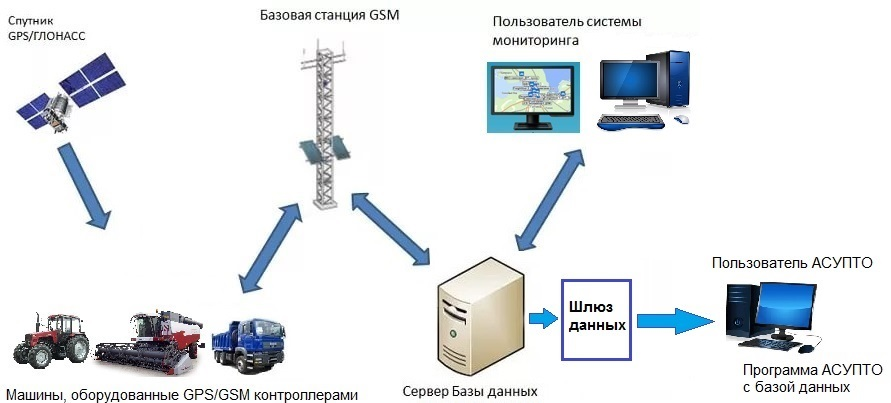 Спутник
GPS/ГЛОНАСС
Базовая станция GSM
Пользователь системы
мониторинга
Пользователь АСУПТО
Шлюз
данных
Программа АСУПТО
с базой данных
Сервер Базы данных
Машины, оборудованные GPS/GSM контроллерами